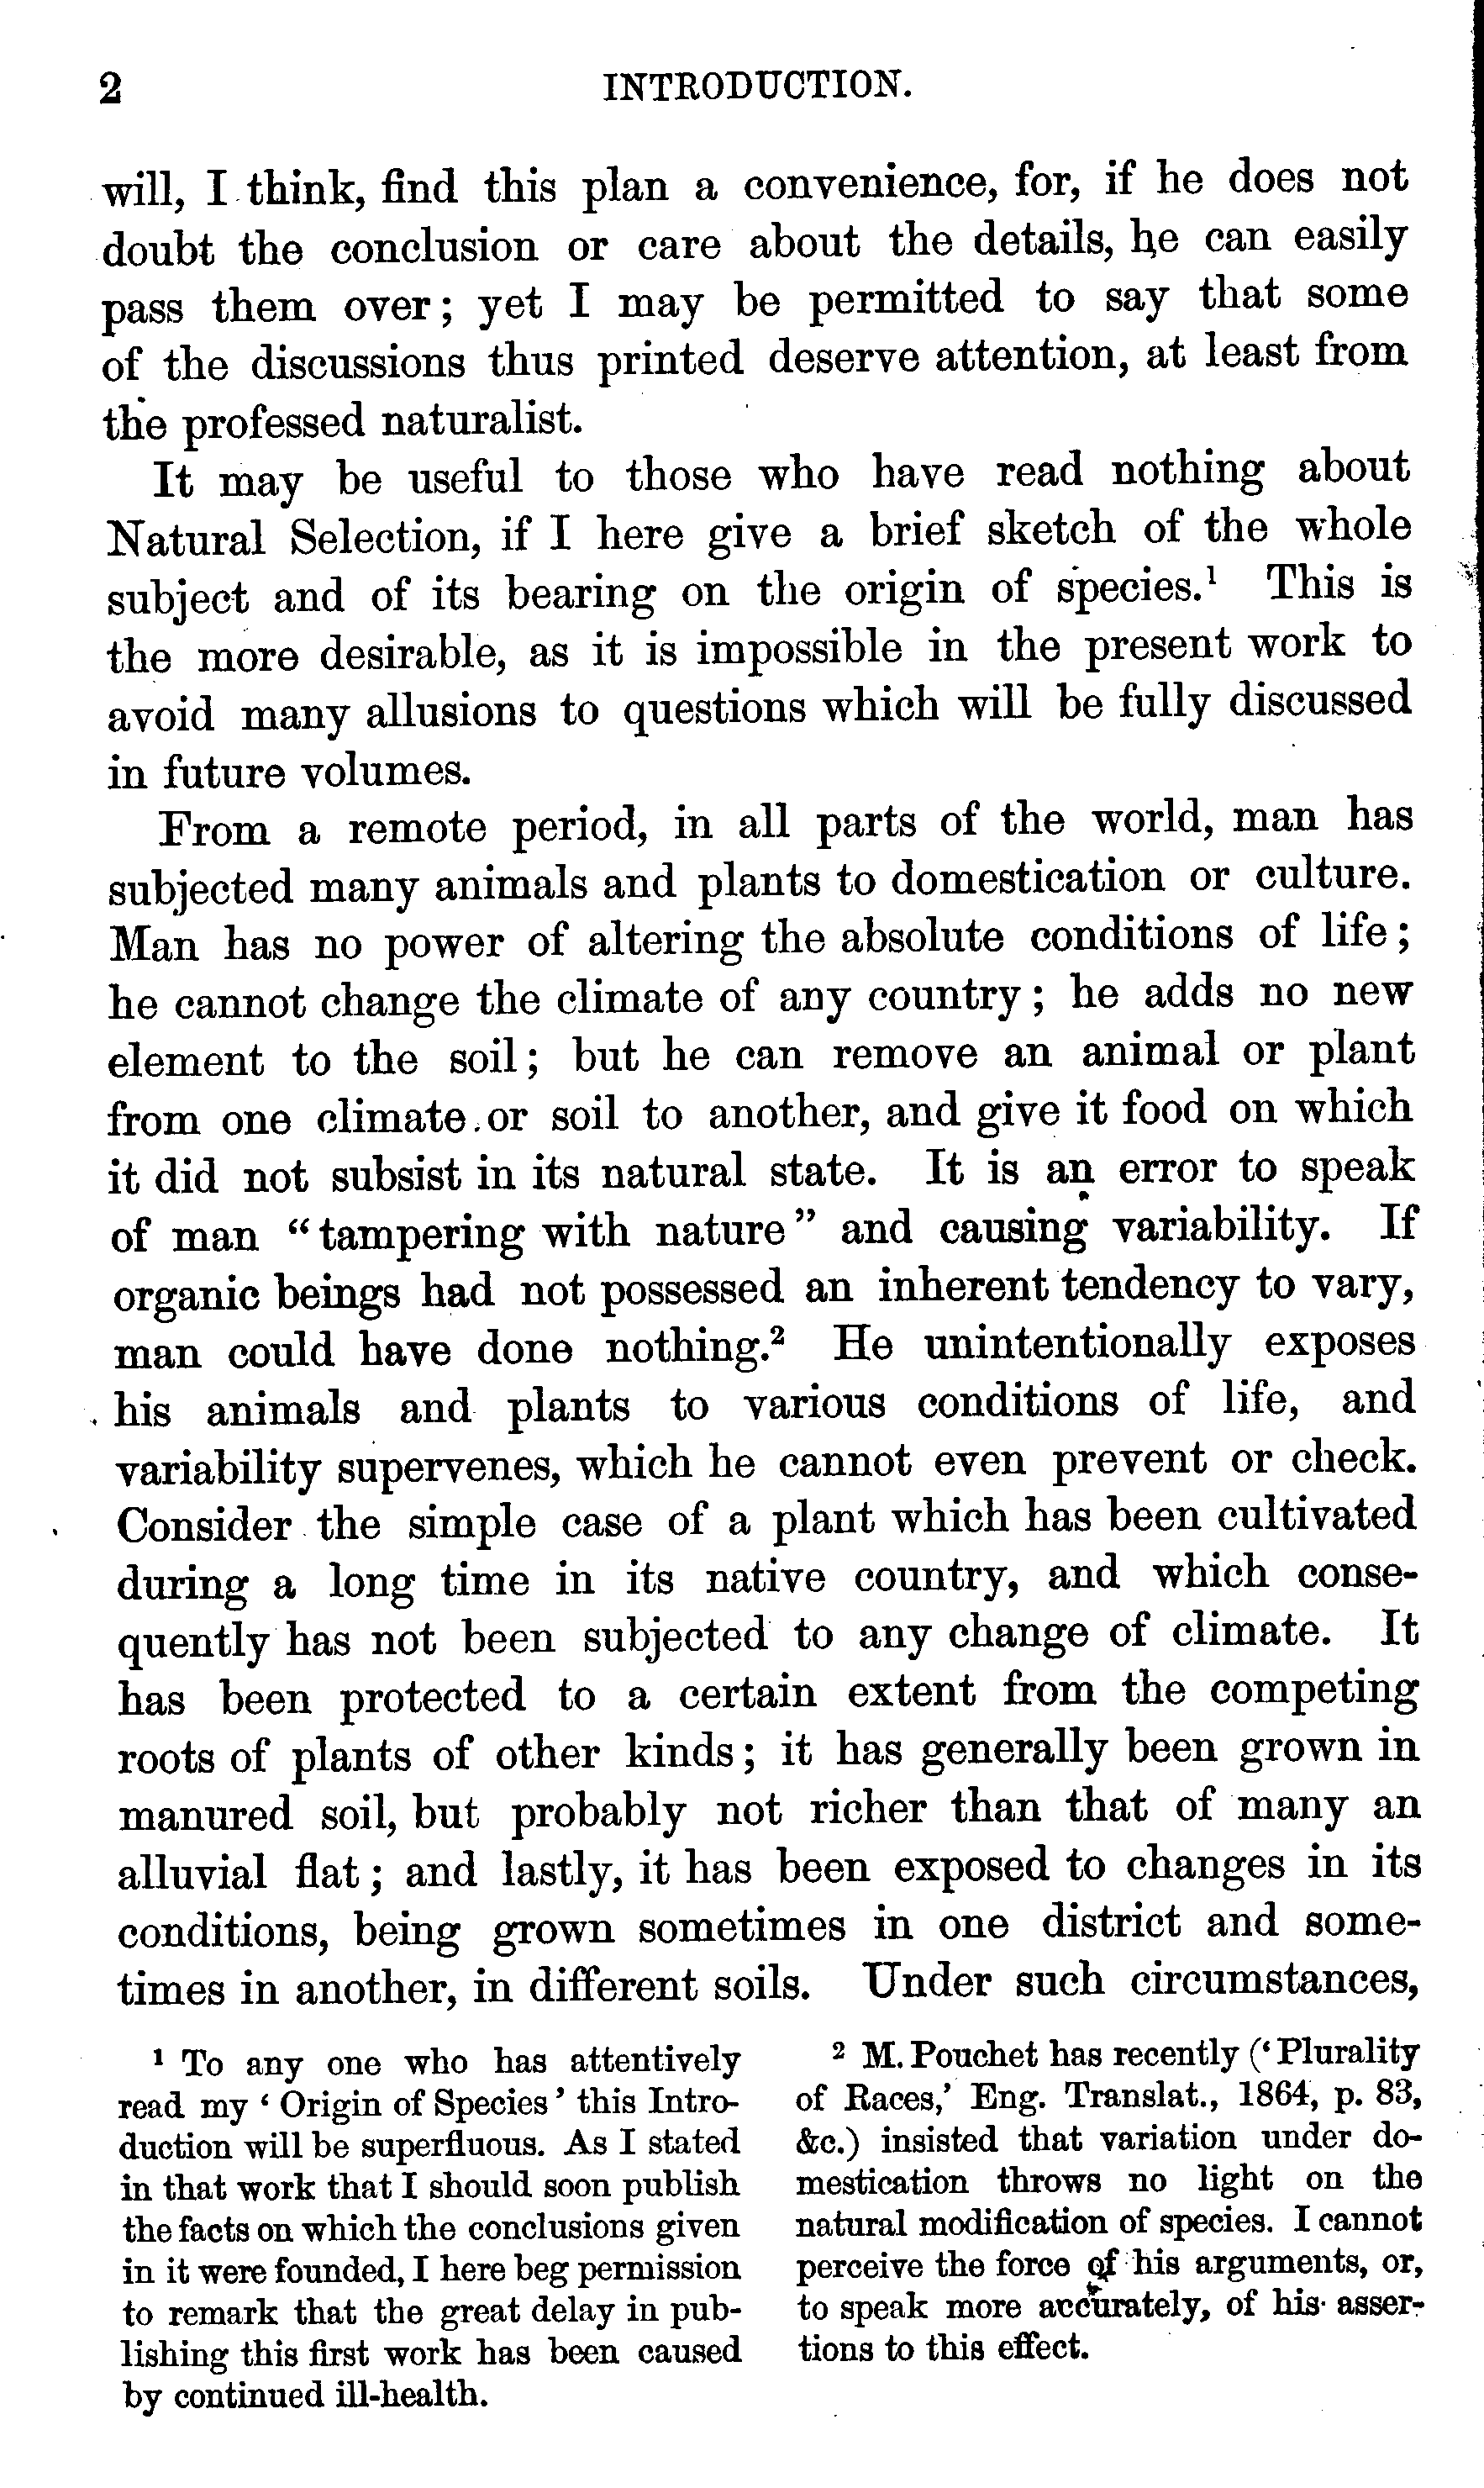 2 INTRODUCTION.
will, I think, find this plan a convenience, for, if he does not
doubt the conclusion or care about the details, he can easily
pass them over; yet I may be permitted to say that some
of the discussions thus printed deserve attention, at least from
the professed naturalist.
It may be useful to those who have read nothing about
Natural Selection, if I here give a brief sketch of the whole
subject and of its bearing on the origin of species.¹ This is
the more desirable, as it is impossible in the present work to
avoid many allusions to questions which will be fully discussed
in future volumes.
From a remote period, in all parts of the world, man has
subjected many animals and plants to domestication or culture.
Man has no power of altering the absolute conditions of life;
he cannot change the climate of any country; he adds no new
element to the soil; but he can remove an animal or plant
from one climate or soil to another, and give it food on which
it did not subsist in its natural state. It is an error to speak
of man “tampering with nature” and causing variability. If
organic beings had not possessed an inherent tendency to vary,
man could have done nothing.² He unintentionally exposes
his animals and plants to various conditions of life, and
variability supervenes, which he cannot even prevent or check.
Consider the simple case of a plant which has been cultivated
during a long time in its native country, and which conse-
quently has not been subjected to any change of climate. It
has been protected to a certain extent from the competing
roots of plants of other kinds; it has generally been grown in
manured soil, but probably not richer than that of many an
alluvial flat; and lastly, it has been exposed to changes in its
conditions, being grown sometimes in one district and some-
times in another, in different soils. Under such circumstances,
¹ To any one who has attentively
read my ‘Origin of Species’ this Intro-
duction will be superfluous. As I stated
in that work that I should soon publish
the facts on which the conclusions given
in it were founded, I here beg permission
to remark that the great delay in pub-
lishing this first work has been caused
by continued ill-health.
² M. Pouchet has recently (‘Plurality
of Races,’ Eng. Translat., 1864, p. 83,
&c.) insisted that variation under do-
mestication throws no light on the
natural modification of species. I cannot
perceive the force of his arguments, or,
to speak more accurately, of his asser-
tions to this effect.